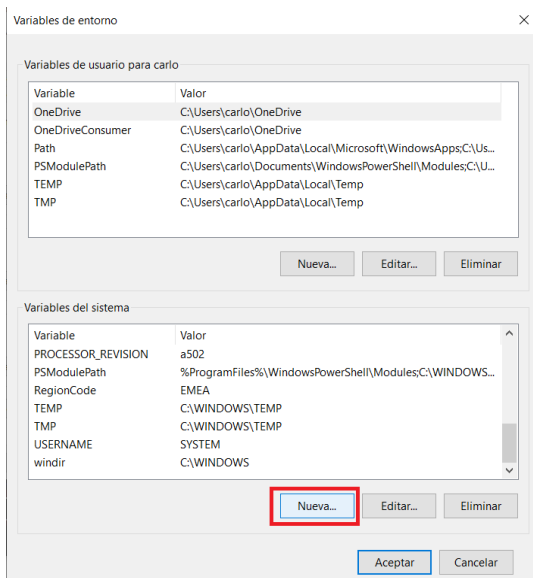 Variables de entorno
Variables de usuario para carlo
Variable Valor
OneDrive C:\Users\carlo\OneDrive
OneDriveConsumer C:\Users\carlo\OneDrive
Path C:\Users\carlo\AppData\Local\Microsoft\WindowsApps;C:\Us...
PSModulePath C:\Users\carlo\Documents\WindowsPowerShell\Modules;C:\U...
TEMP C:\Users\carlo\AppData\Local\Temp
TMP C:\Users\carlo\AppData\Local\Temp
Nueva... Editar... Eliminar
Variables del sistema
Variable Valor
PROCESSOR_REVISION a502
PSModulePath %ProgramFiles%\WindowsPowerShell\Modules;C:\WINDOWS...
RegionCode EMEA
TEMP C:\WINDOWS\TEMP
TMP C:\WINDOWS\TEMP
USERNAME SYSTEM
windir C:\WINDOWS
Nueva... Editar... Eliminar
Aceptar Cancelar